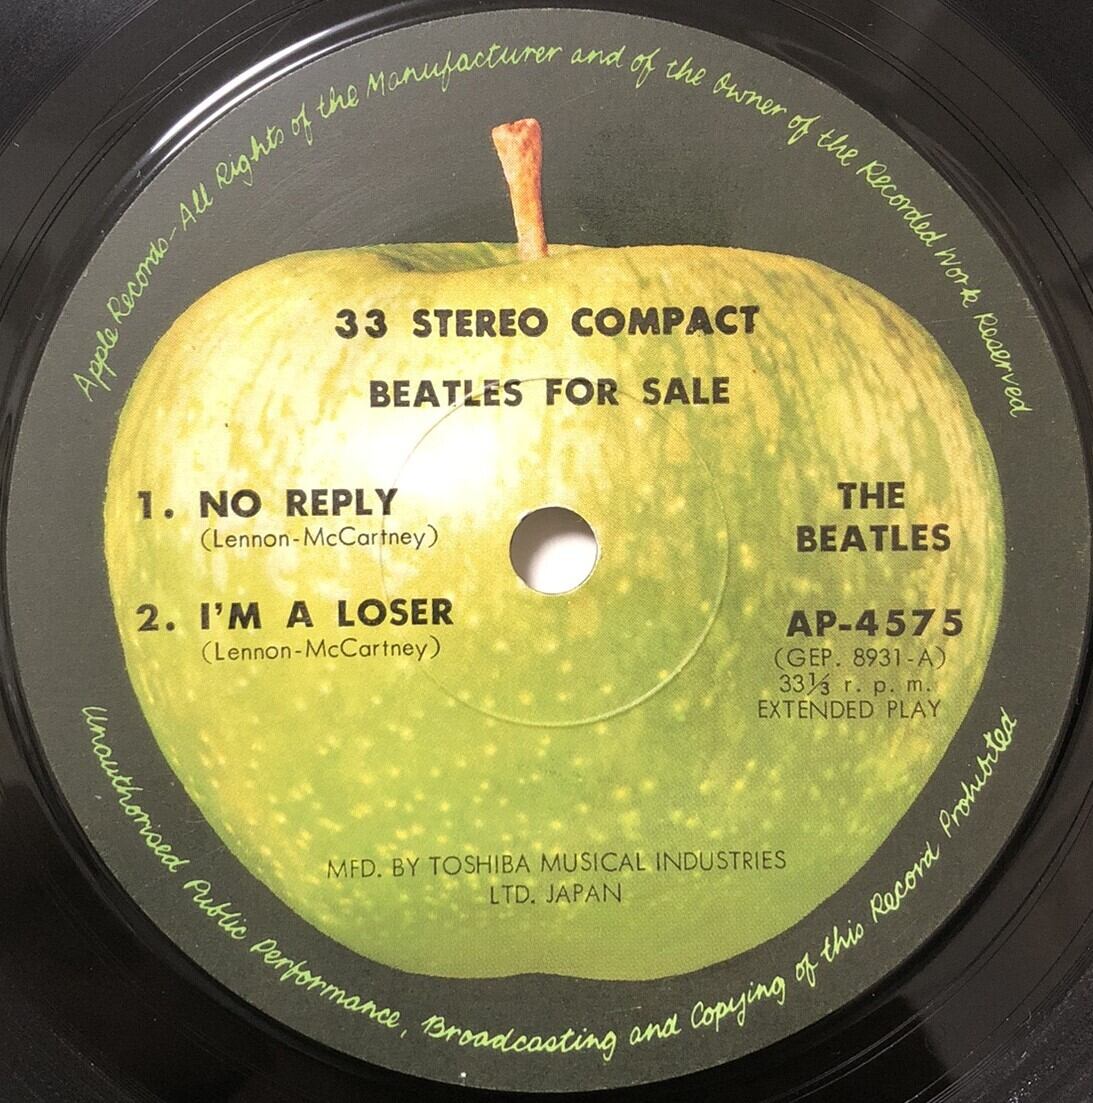 Apple Records-All Rights of the Manufacturer and of the Owner of the Recorded Work Reserved
33 STEREO COMPACT
BEATLES FOR SALE
1. NO REPLY
(Lennon-McCartney)
2. I'M A LOSER
(Lennon-McCartney)
THE
BEATLES
AP-4575
(GEP. 8931-A)
33⅓ r. p. m.
EXTENDED PLAY
MFD. BY TOSHIBA MUSICAL INDUSTRIES
LTD. JAPAN
Unauthorised Public Performance, Broadcasting and Copying of this Record Prohibited